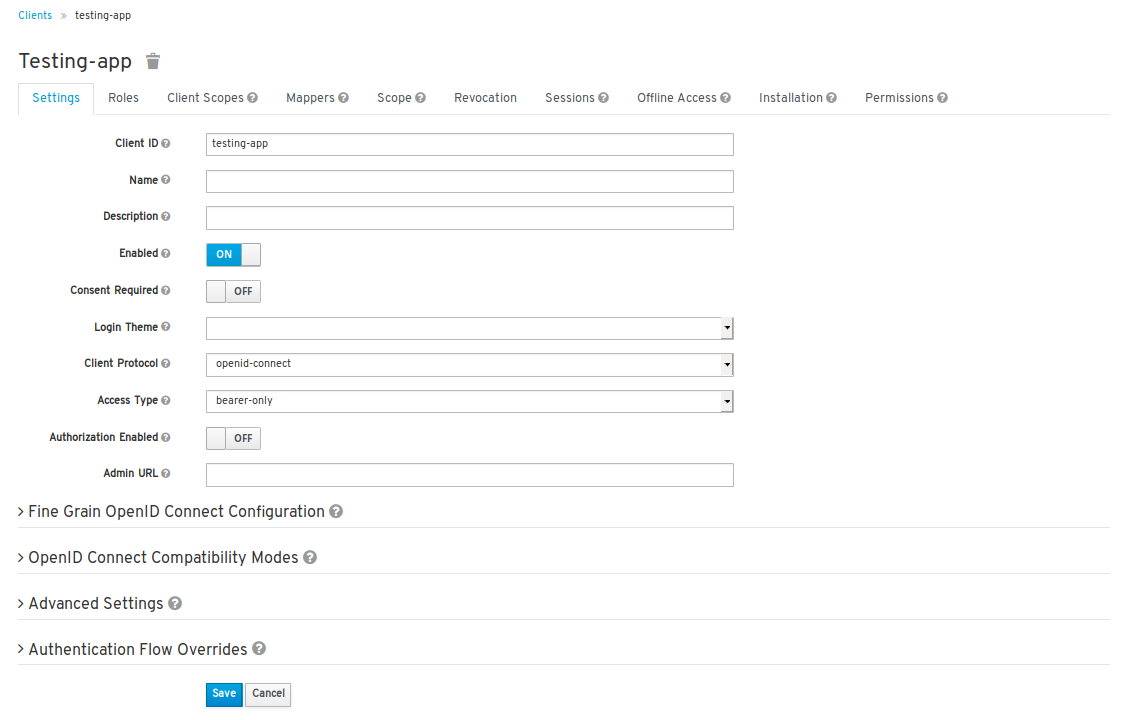 Clients » testing-app
Testing-app
Settings Roles Client Scopes Mappers Scope Revocation Sessions Offline Access Installation Permissions
Client ID testing-app
Name
Description
Enabled ON
Consent Required OFF
Login Theme
Client Protocol openid-connect
Access Type bearer-only
Authorization Enabled OFF
Admin URL
> Fine Grain OpenID Connect Configuration
> OpenID Connect Compatibility Modes
> Advanced Settings
> Authentication Flow Overrides
Save Cancel